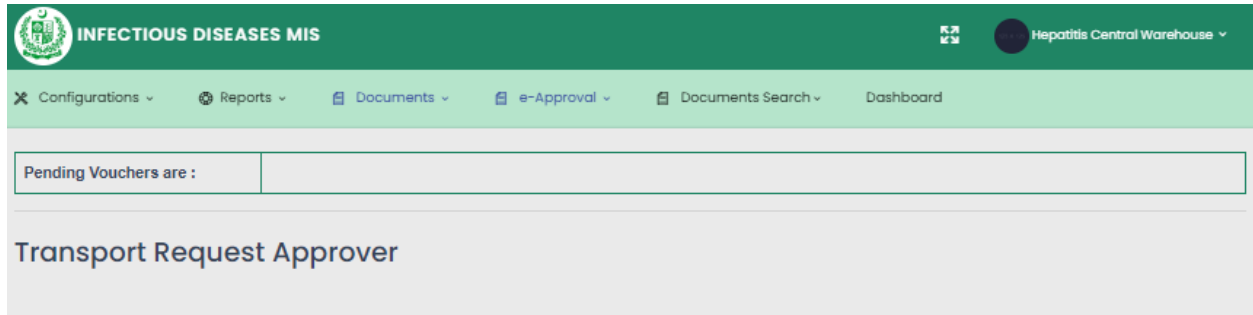 INFECTIOUS DISEASES MIS
Hepatitis Central Warehouse
Configurations Reports Documents e-Approval Documents Search Dashboard
Pending Vouchers are :
Transport Request Approver